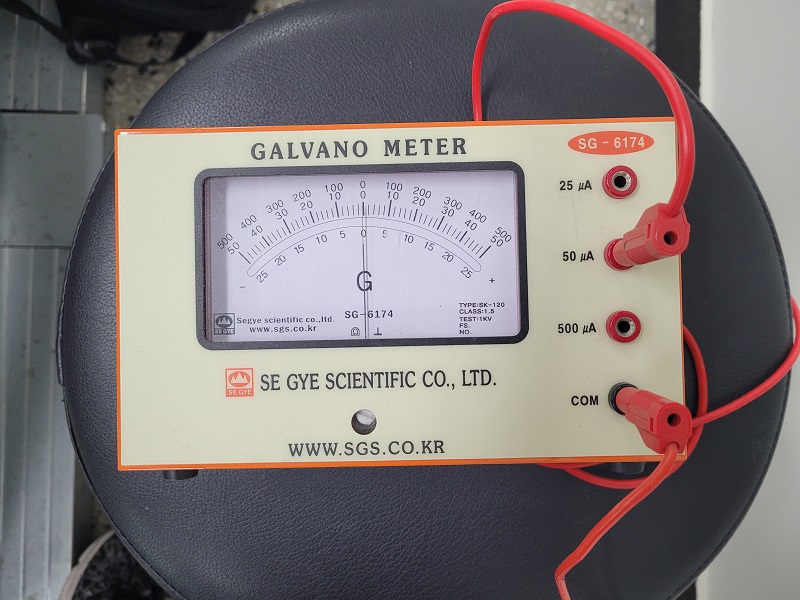 GALVANO METER
SG - 6174
25 µA
50 µA
500 µA
COM
500 400 300 200 100 0 100 200 300 400 500
50 40 30 20 10 0 10 20 30 40 50
25 20 15 10 5 0 5 10 15 20 25
- +
G
SE GYE
Segye scientific co.,ltd.
www.sgs.co.kr
SG-6174
Ω ⊥
TYPE:SK-120
CLASS:1.5
TEST:1KV
FS.
NO.
SE GYE
SE GYE SCIENTIFIC CO., LTD.
WWW.SGS.CO.KR